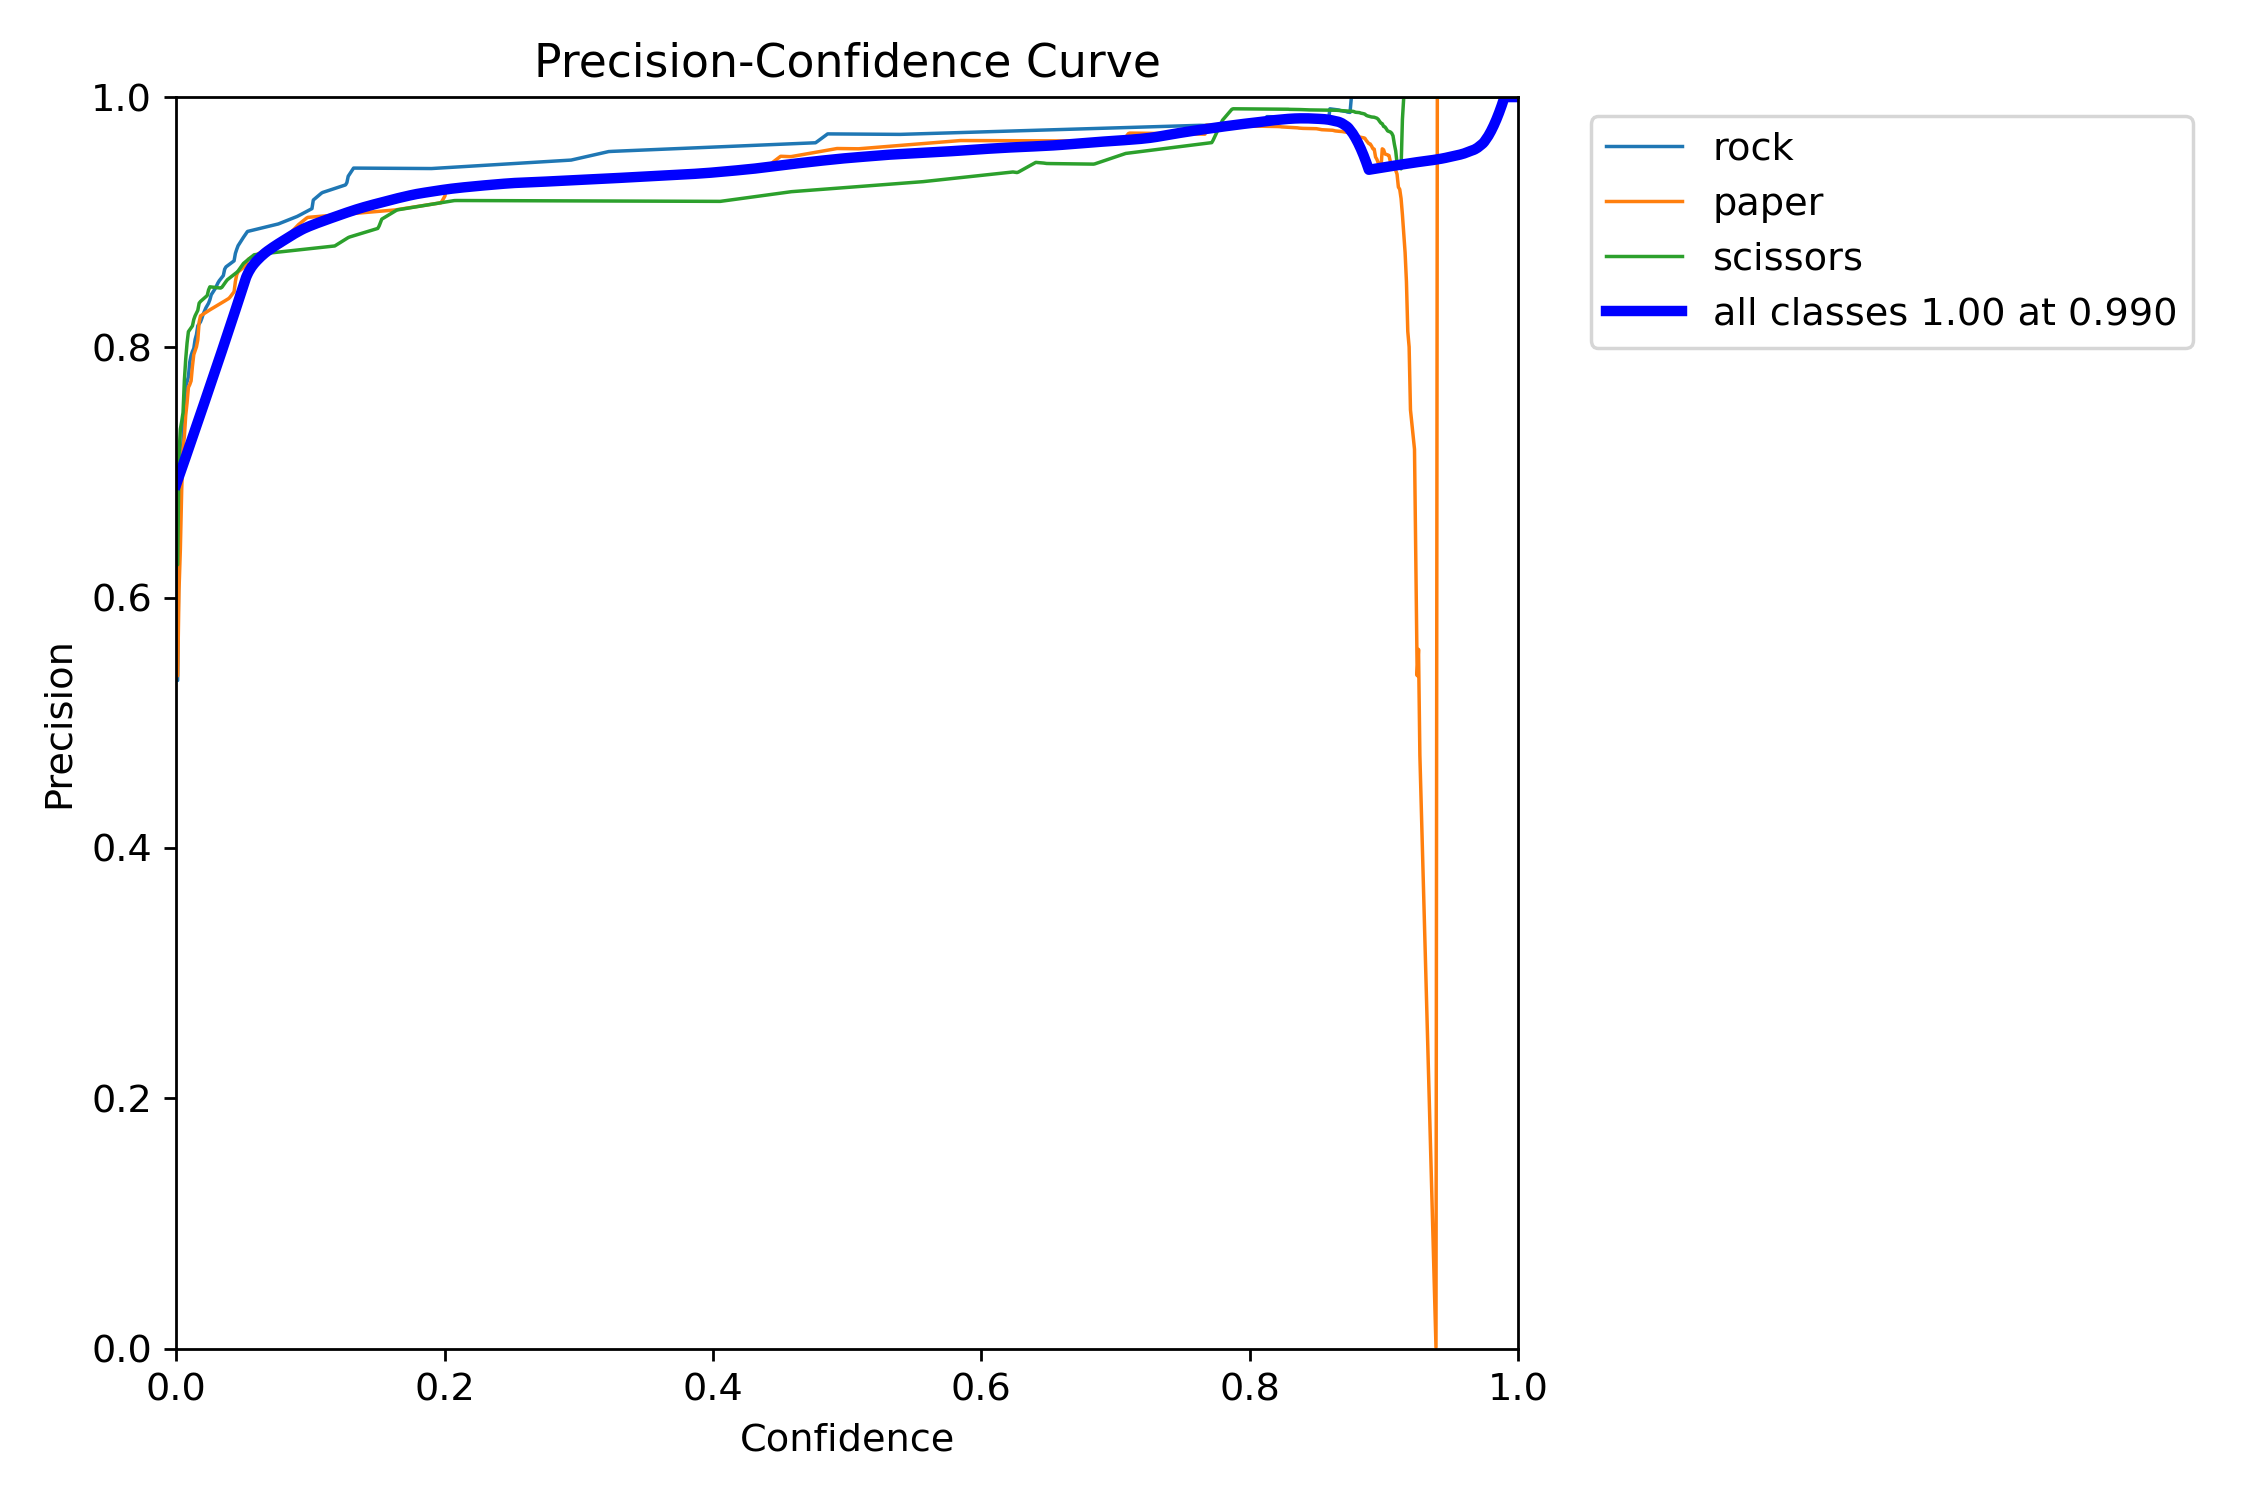 Precision-Confidence Curve
1.0
0.8
0.6
0.4
0.2
0.0
Precision
0.0 0.2 0.4 0.6 0.8 1.0
Confidence
rock
paper
scissors
all classes 1.00 at 0.990